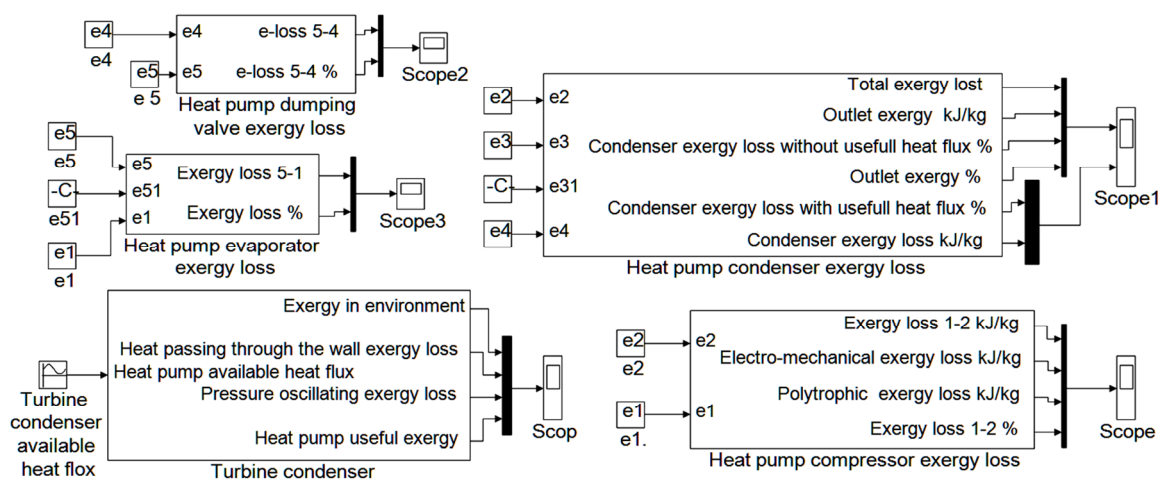 e4
e4
e5
e 5
e4
e5
e-loss 5-4
e-loss 5-4 %
Heat pump dumping
valve exergy loss
Scope2
e5
e5
-C-
e51
e1
e1
e5
e51
e1
Exergy loss 5-1
Exergy loss %
Heat pump evaporator
exergy loss
Scope3
e2
e3
-C-
e4
e2
e3
e31
e4
Total exergy lost
Outlet exergy kJ/kg
Condenser exergy loss without usefull heat flux %
Outlet exergy %
Condenser exergy loss with usefull heat flux %
Condenser exergy loss kJ/kg
Heat pump condenser exergy loss
Scope1
Turbine
condenser
available
heat flox
Exergy in environment
Heat passing through the wall exergy loss
Heat pump available heat flux
Pressure oscillating exergy loss
Heat pump useful exergy
Turbine condenser
Scop
e2
e2
e1
e1.
e2
e1
Exergy loss 1-2 kJ/kg
Electro-mechanical exergy loss kJ/kg
Polytrophic exergy loss kJ/kg
Exergy loss 1-2 %
Heat pump compressor exergy loss
Scope